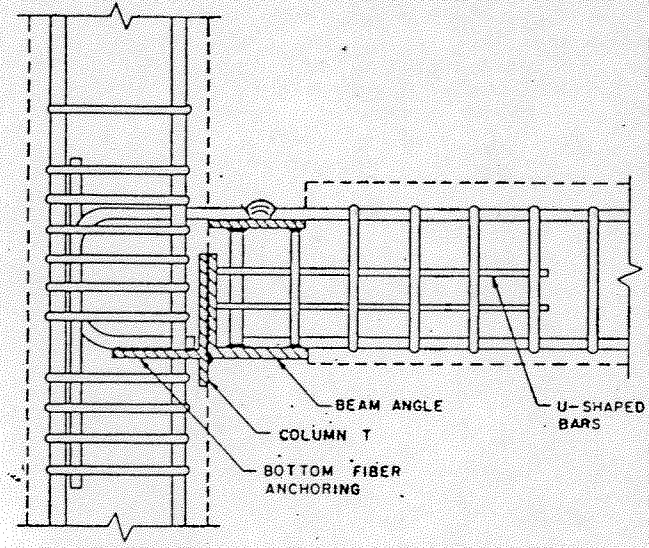 BEAM ANGLE
U-SHAPED
BARS
COLUMN T
BOTTOM FIBER
ANCHORING